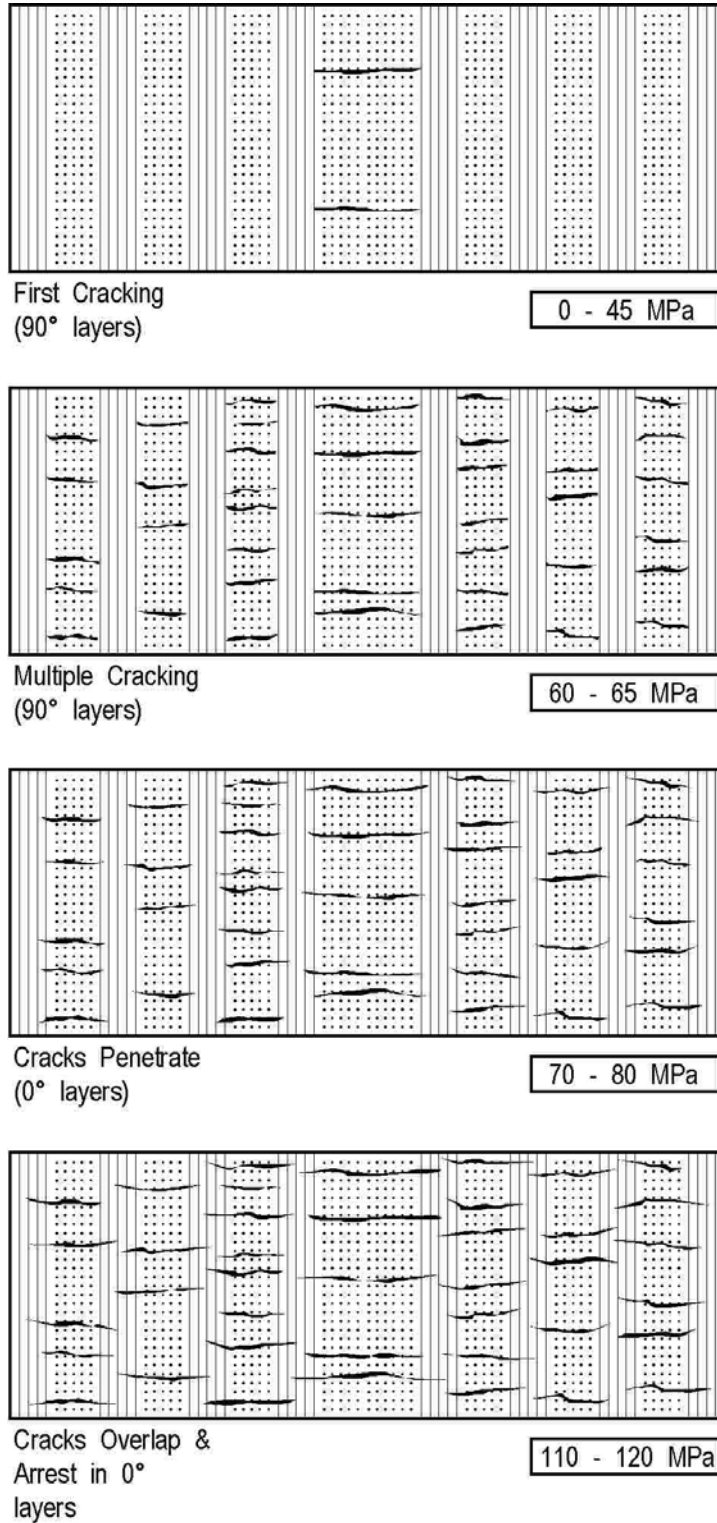 First Cracking
(90° layers)
0 - 45 MPa
Multiple Cracking
(90° layers)
60 - 65 MPa
Cracks Penetrate
(0° layers)
70 - 80 MPa
Cracks Overlap &
Arrest in 0°
layers
110 - 120 MPa